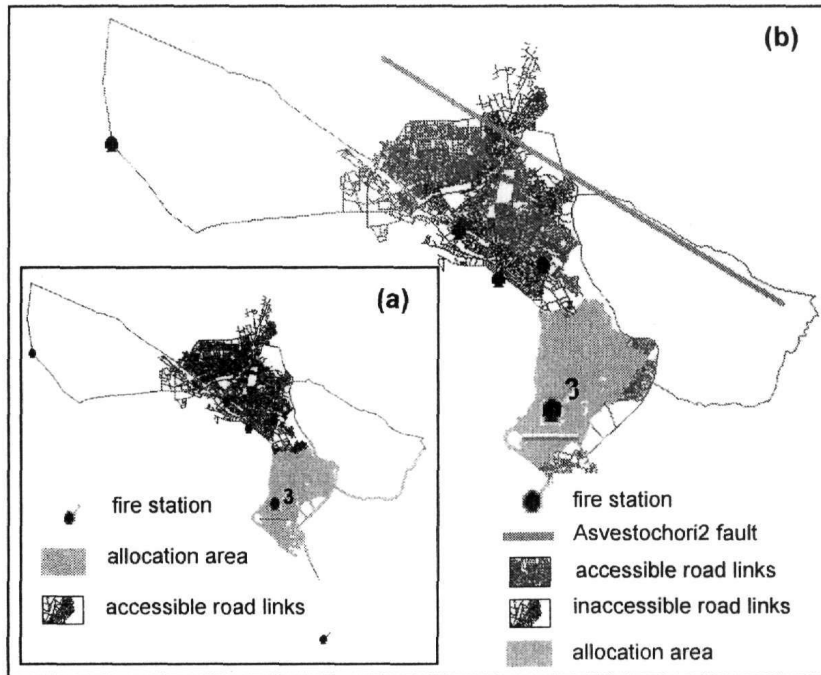 (b)
3
fire station
Asvestochori2 fault
accessible road links
inaccessible road links
allocation area
(a)
3
fire station
allocation area
accessible road links